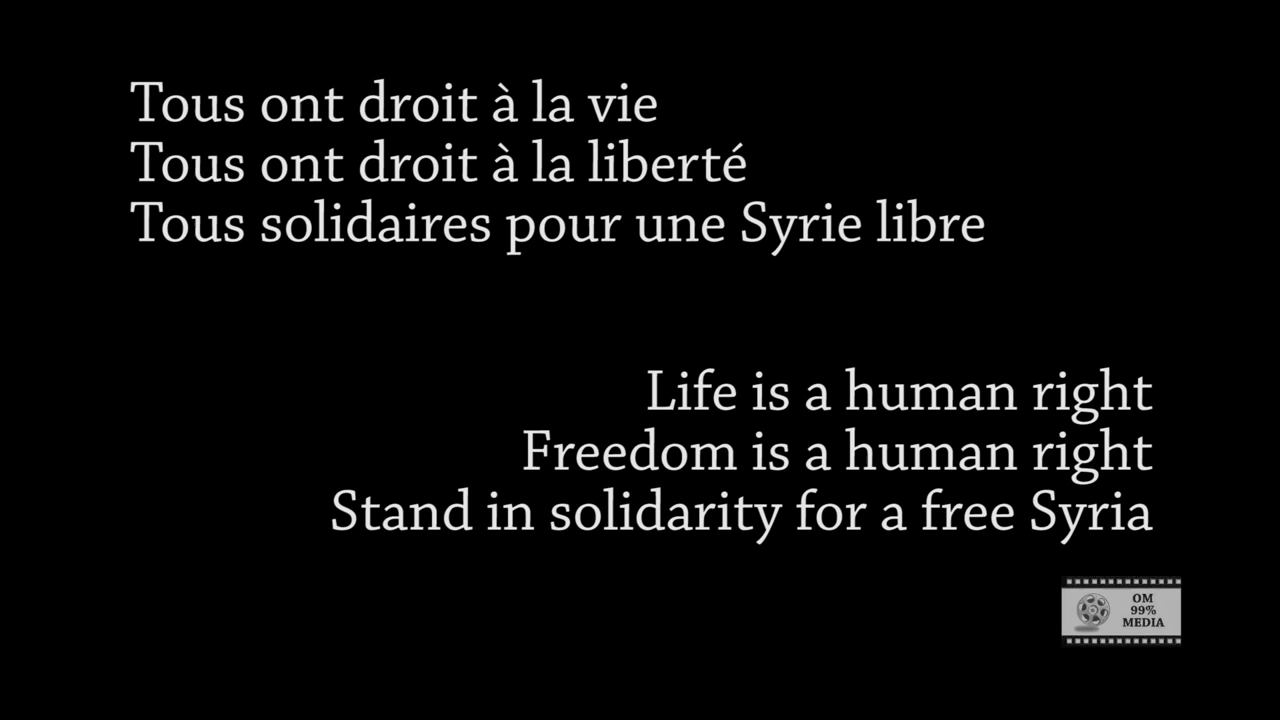 Tous ont droit à la vie
Tous ont droit à la liberté
Tous solidaires pour une Syrie libre
Life is a human right
Freedom is a human right
Stand in solidarity for a free Syria
OM
99%
MEDIA